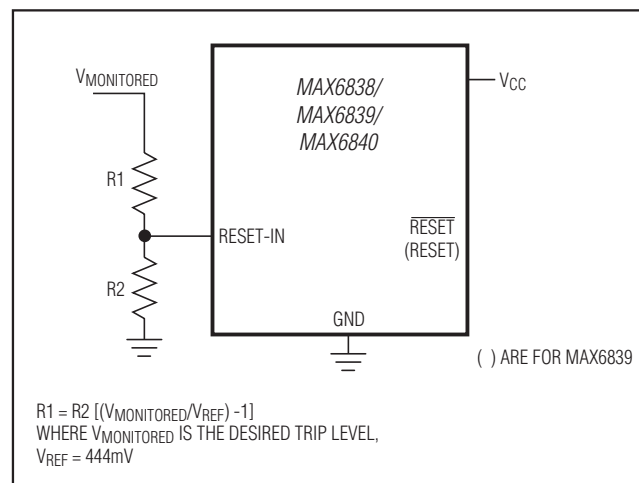 VMONITORED
MAX6838/
MAX6839/
MAX6840
VCC
R1
RESET-IN
RESET
(RESET)
R2
GND
( ) ARE FOR MAX6839
R1 = R2 [(VMONITORED/VREF) -1]
WHERE VMONITORED IS THE DESIRED TRIP LEVEL,
VREF = 444mV